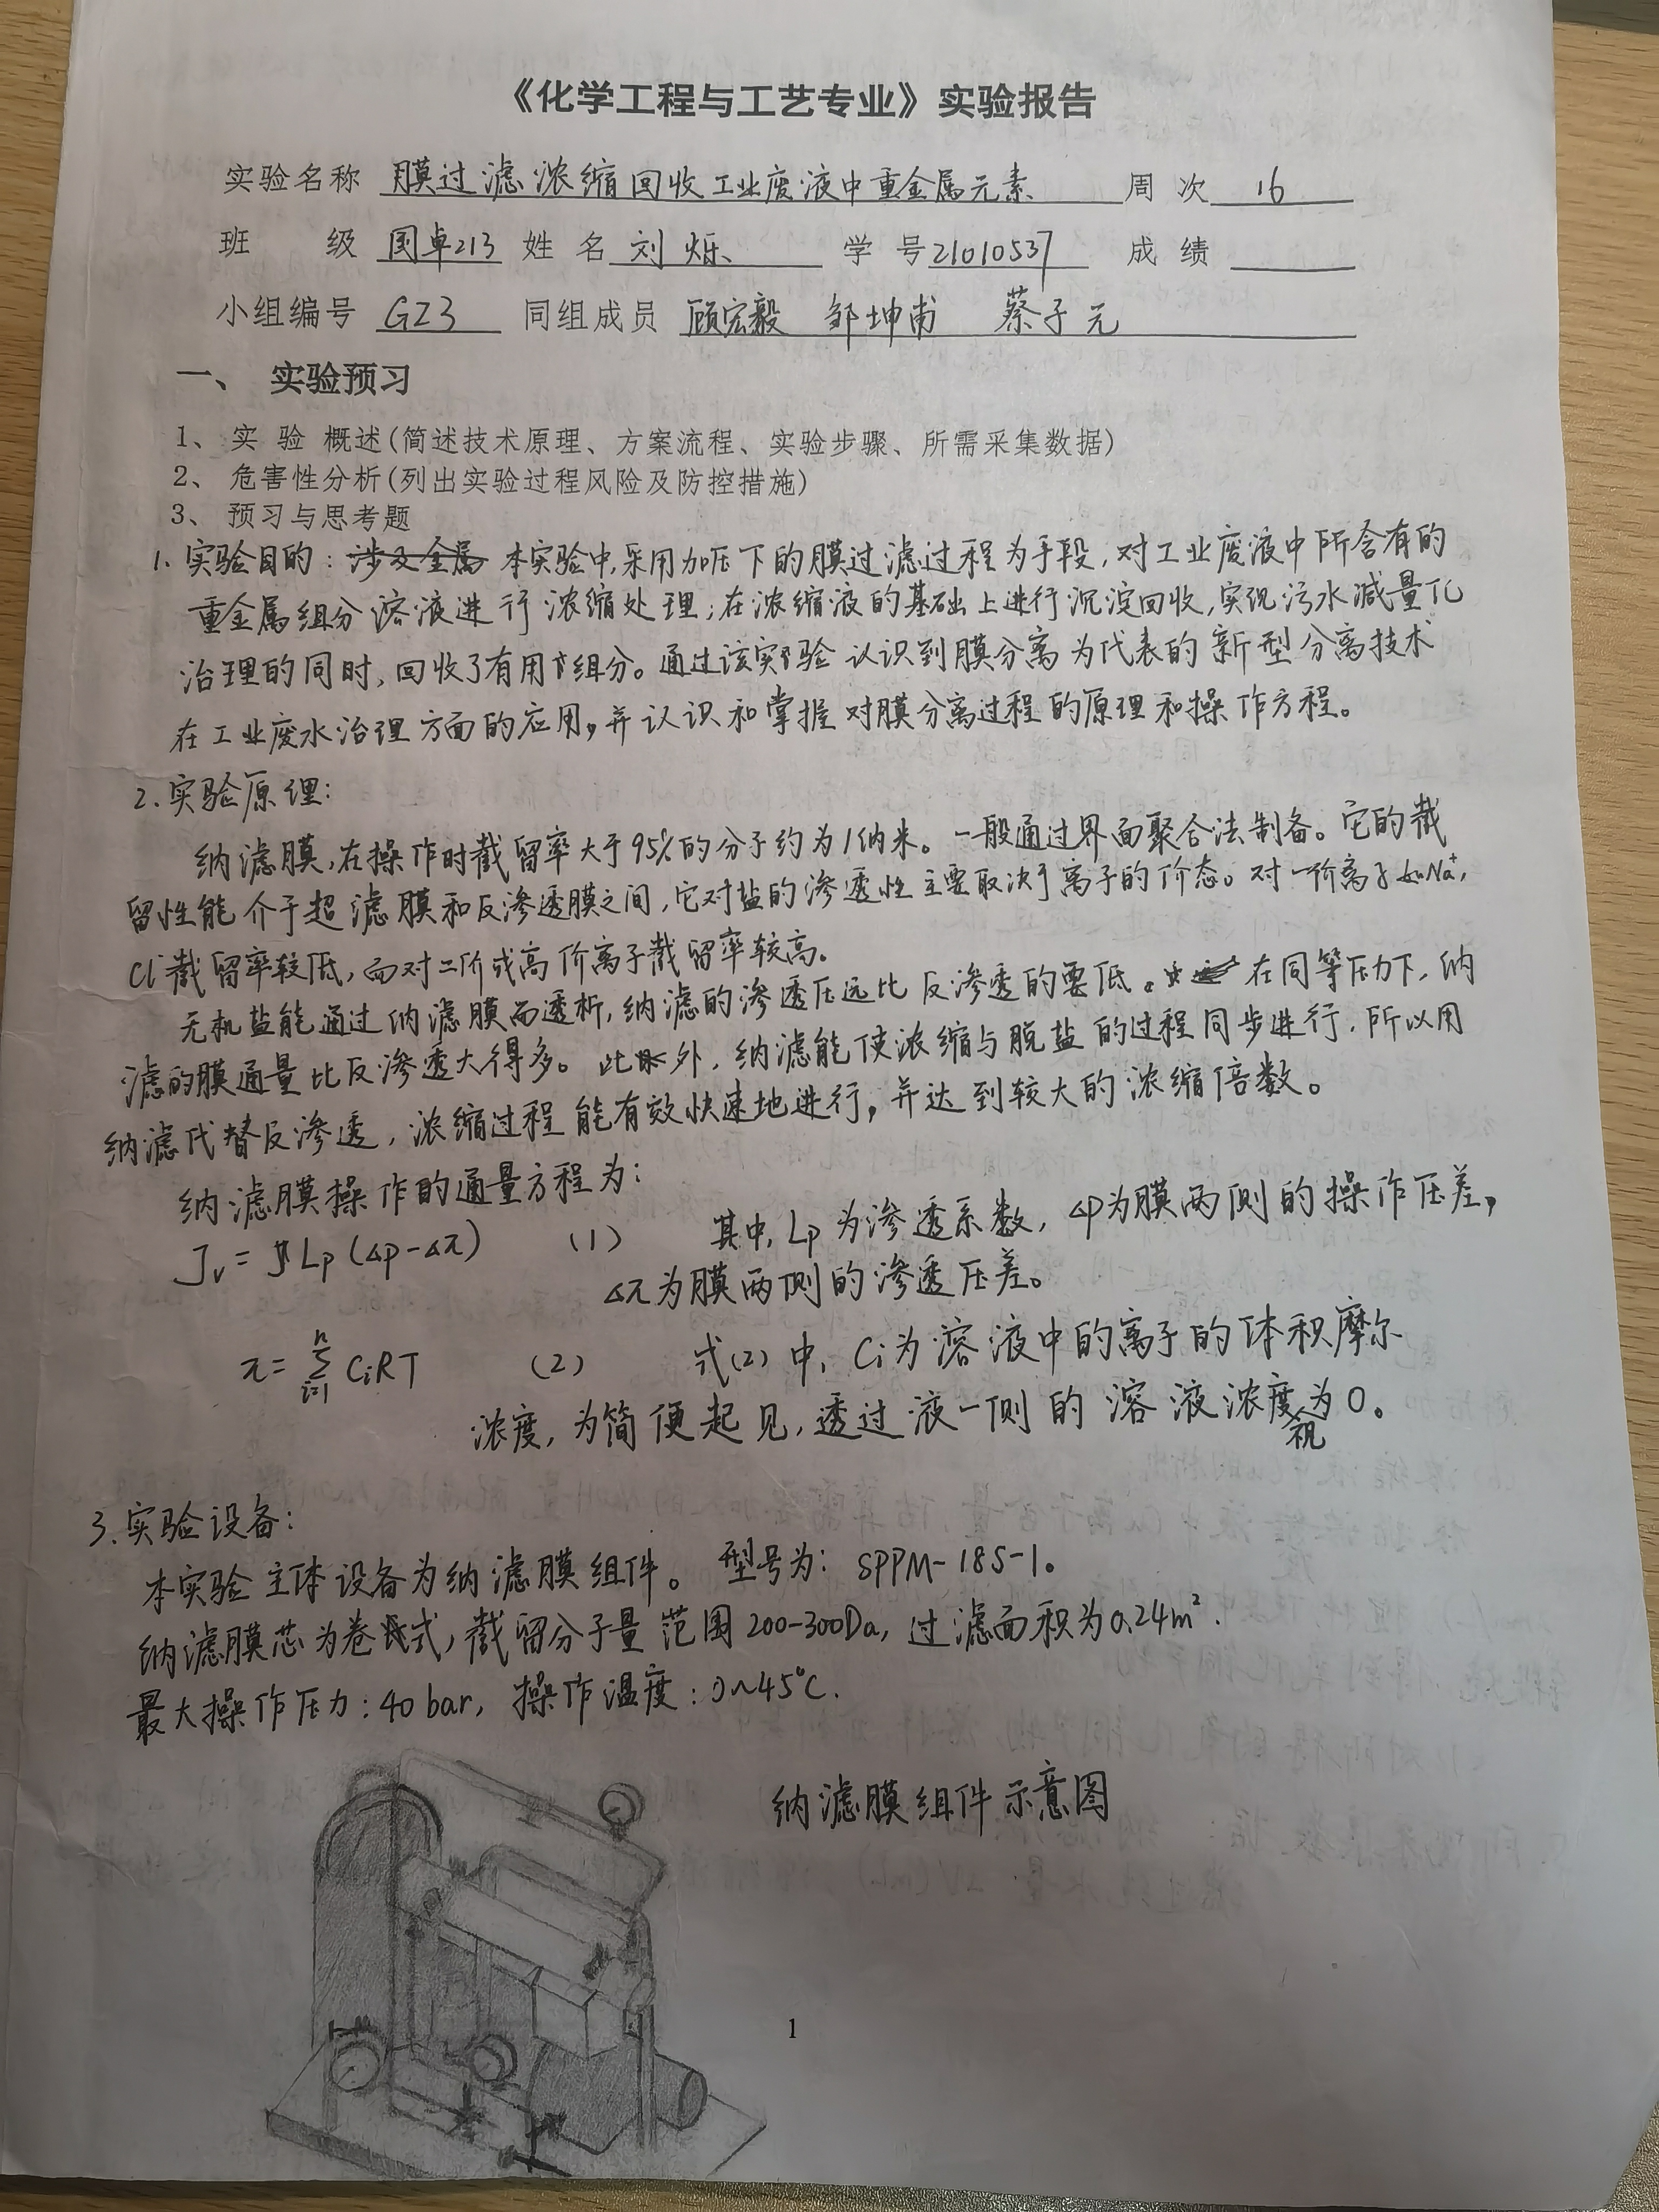 《化学工程与工艺专业》实验报告
实验名称 膜过滤浓缩回收工业废液中重金属元素 周次 16
班 级 国卓213 姓名 刘烁 学号 21010537 成绩
小组编号 GZ3 同组成员 顾宏毅 邹坤甫 蔡子元
一、 实验预习
1、 实 验 概述(简述技术原理、方案流程、实验步骤、所需采集数据)
2、 危害性分析(列出实验过程风险及防控措施)
3、 预习与思考题
1. 实验目的: 涉及金属 本实验中,采用加压下的膜过滤过程为手段,对工业废液中所含有的
重金属组分溶液进行浓缩处理;在浓缩液的基础上进行沉淀回收,实现污水减量化
治理的同时,回收了有用组分。通过该实验认识到膜分离为代表的新型分离技术
在工业废水治理方面的应用,并认识和掌握对膜分离过程的原理和操作方程。
2. 实验原理:
纳滤膜,在操作时截留率大于95%的分子约为1纳米。一般通过界面聚合法制备。它的截
留性能介于超滤膜和反渗透膜之间,它对盐的渗透性主要取决于离子的价态。对一价离子如Na⁺,
Cl⁻截留率较低,而对二价或高价离子截留率较高。
无机盐能通过纳滤膜而透析,纳滤的渗透压远比反渗透的要低。在同等压力下,纳
滤的膜通量比反渗透大得多。此外,纳滤能使浓缩与脱盐的过程同步进行,所以用
纳滤代替反渗透,浓缩过程能有效快速地进行,并达到较大的浓缩倍数。
纳滤膜操作的通量方程为:
Jv = Lp (Δp-Δπ) (1) 其中, Lp为渗透系数, Δp为膜两侧的操作压差,
Δπ为膜两侧的渗透压差。
π = Σ(i=1→n) CiRT (2) 式(2)中, Ci为溶液中的离子的体积摩尔
浓度,为简便起见,透过液一侧的溶液浓度视为0。
3. 实验设备:
本实验主体设备为纳滤膜组件。型号为: SPPM-185-1。
纳滤膜芯为卷式,截留分子量范围200-300Da, 过滤面积为0.24m².
最大操作压力: 40 bar, 操作温度: 0~45°C.
纳滤膜组件示意图
1